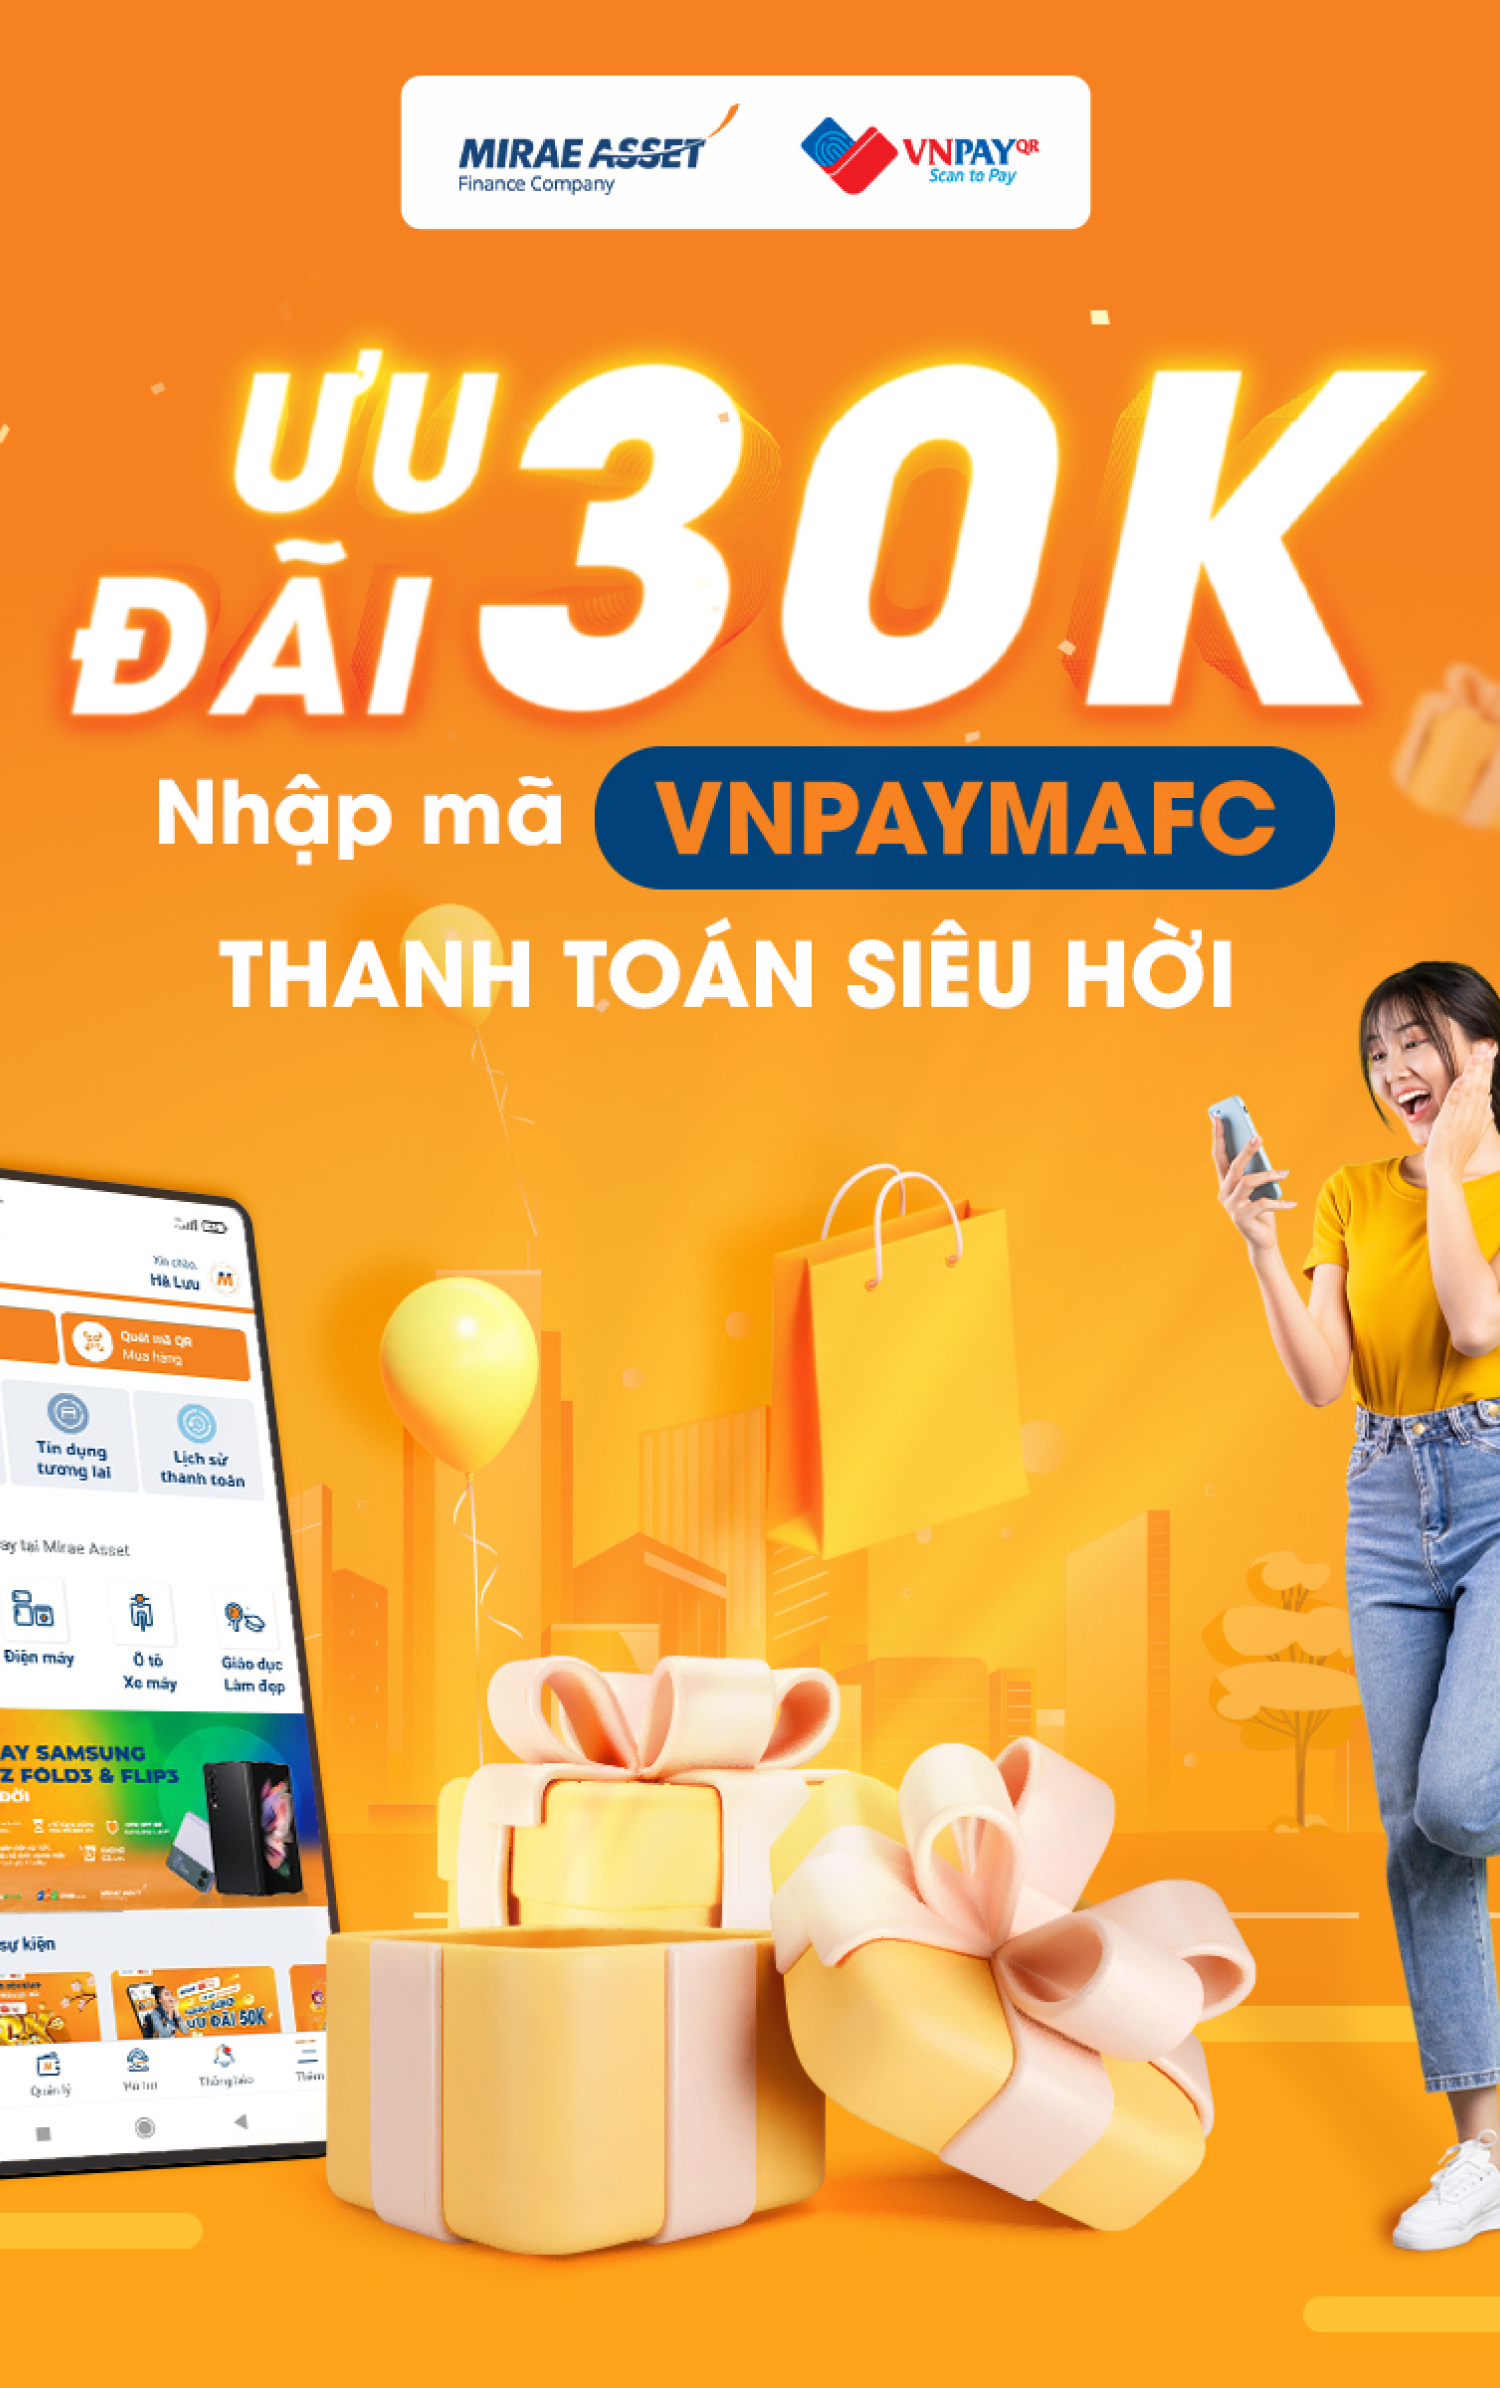 MIRAE ASSET
Finance Company
VNPAYQR
Scan to Pay
ƯU
ĐÃI
30K
Nhập mã VNPAYMAFC
THANH TOÁN SIÊU HỜI
Xin chào,
Hà Lưu
M
Quét mã QR
Mua hàng
Tín dụng
tương lai
Lịch sử
thanh toán
ay tại Mirae Asset
Điện máy
Ô tô
Xe máy
Giáo dục
Làm đẹp
AY SAMSUNG
Z FOLD3 & FLIP3
ĐỜI
MIRAE ASSET
sự kiện
ƯU ĐÃI 50K
Quản lý
Thông báo
Thêm